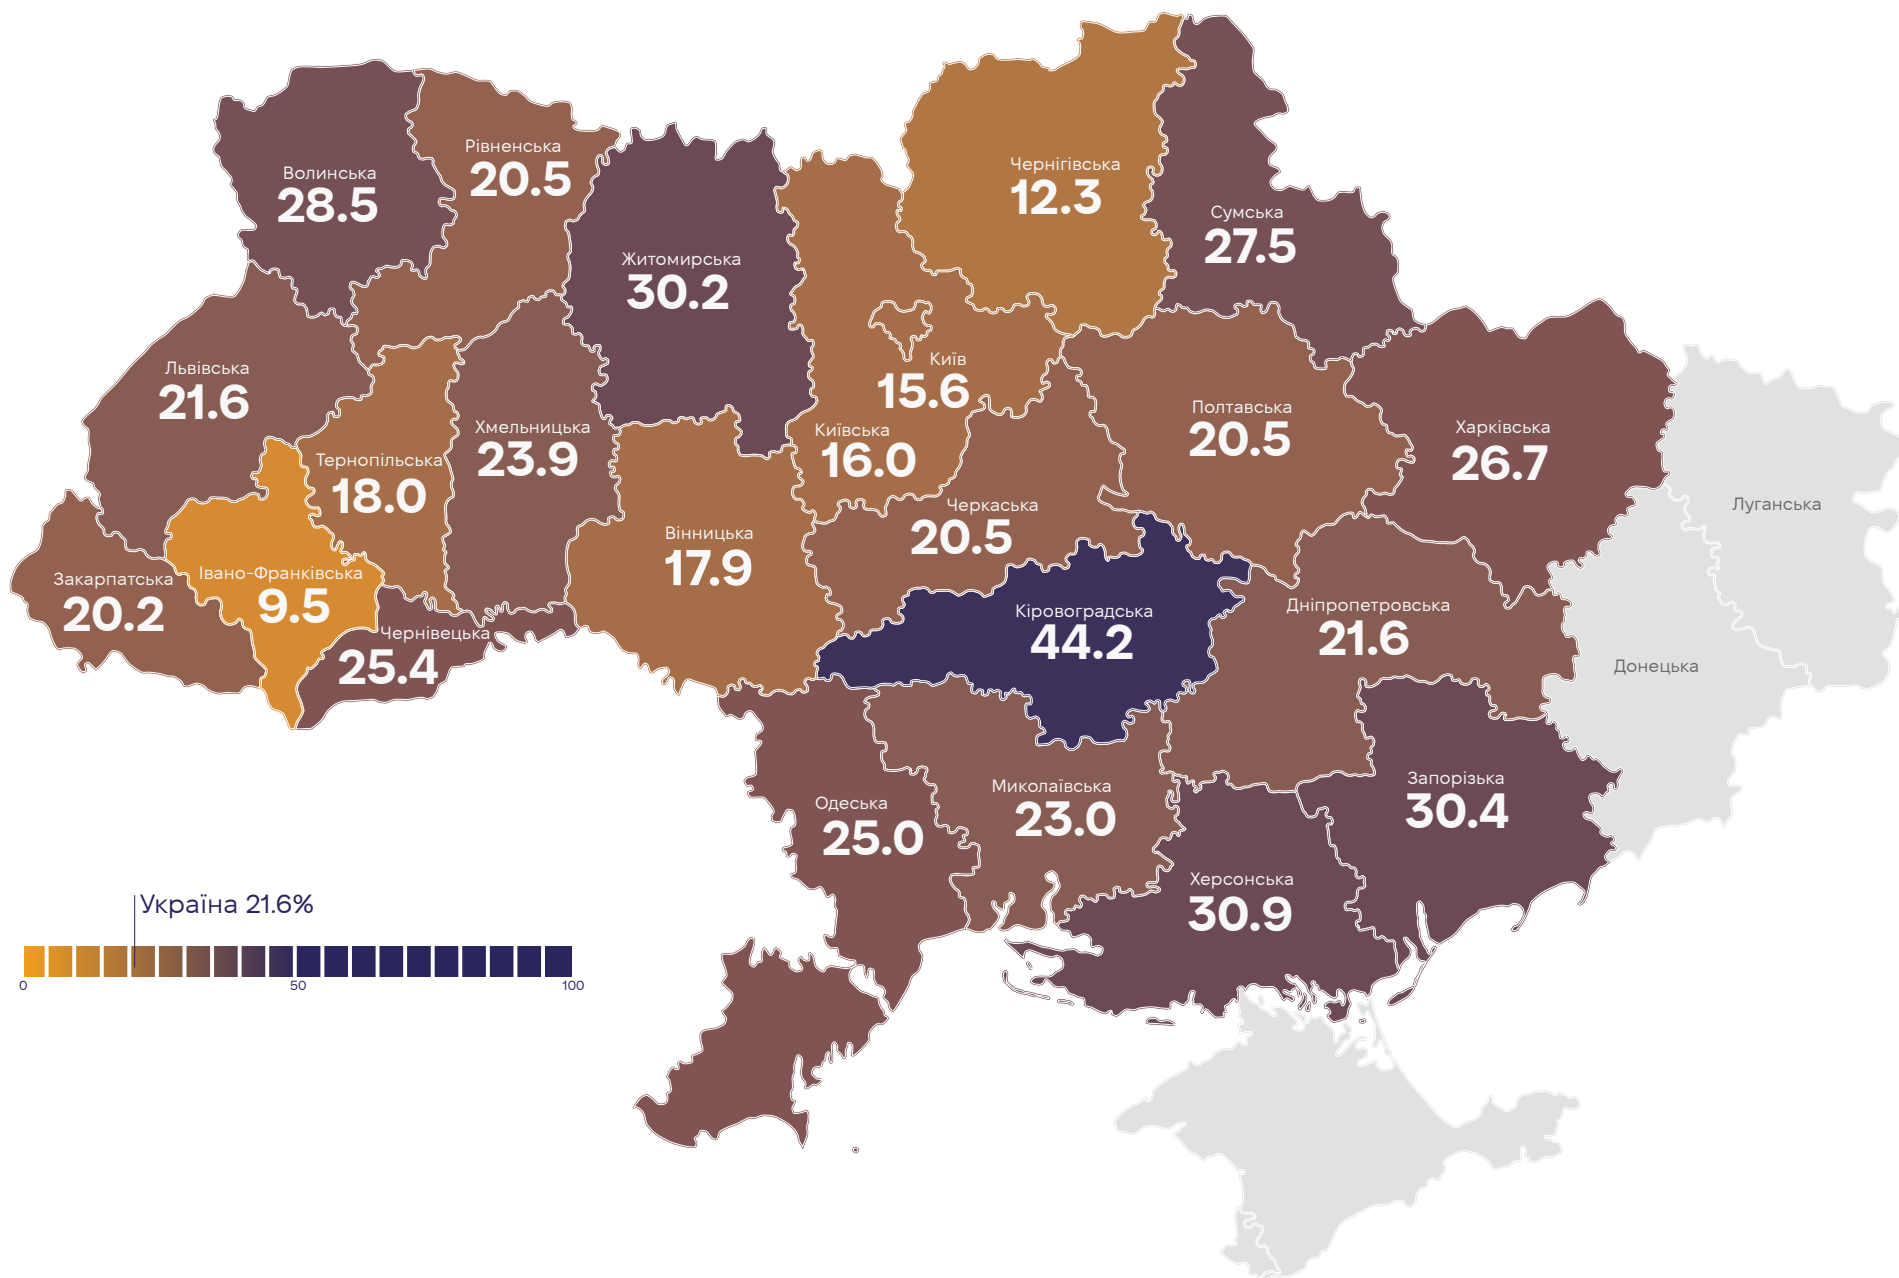 Волинська
28.5
Рівненська
20.5
Житомирська
30.2
Чернігівська
12.3
Сумська
27.5
Львівська
21.6
Тернопільська
18.0
Хмельницька
23.9
Київ
15.6
Київська
16.0
Полтавська
20.5
Харківська
26.7
Луганська
Закарпатська
20.2
Івано-Франківська
9.5
Чернівецька
25.4
Вінницька
17.9
Черкаська
20.5
Кіровоградська
44.2
Дніпропетровська
21.6
Донецька
Одеська
25.0
Миколаївська
23.0
Запорізька
30.4
Херсонська
30.9
Україна 21.6%
0 50 100